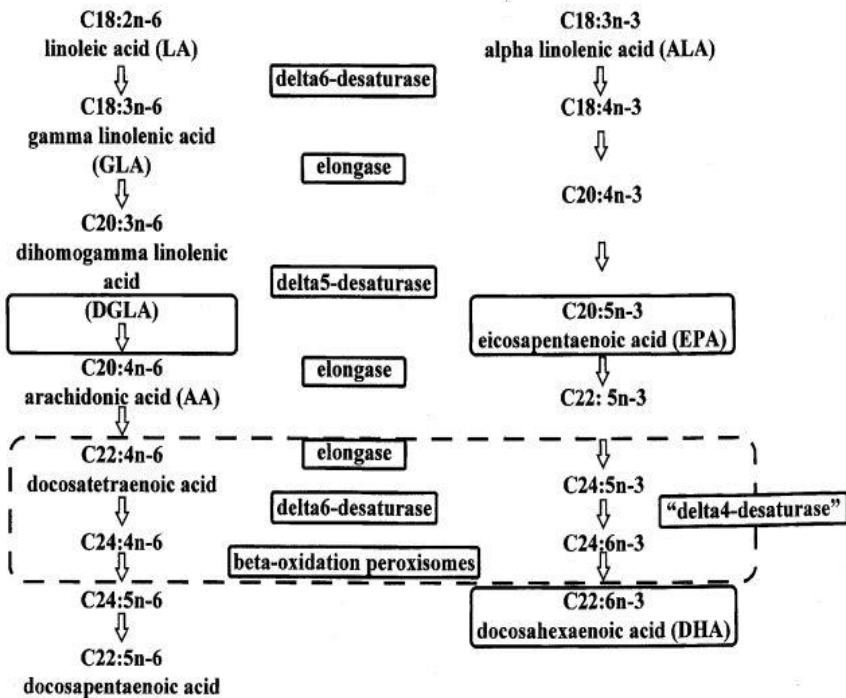 C18:2n-6
linoleic acid (LA)
C18:3n-6
gamma linolenic acid
(GLA)
C20:3n-6
dihomogamma linolenic
acid
(DGLA)
C20:4n-6
arachidonic acid (AA)
C22:4n-6
docosatetraenoic acid
C24:4n-6
C24:5n-6
C22:5n-6
docosapentaenoic acid
delta6-desaturase
elongase
delta5-desaturase
elongase
elongase
delta6-desaturase
beta-oxidation peroxisomes
C18:3n-3
alpha linolenic acid (ALA)
C18:4n-3
C20:4n-3
C20:5n-3
eicosapentaenoic acid (EPA)
C22: 5n-3
C24:5n-3
C24:6n-3
C22:6n-3
docosahexaenoic acid (DHA)
“delta4-desaturase”